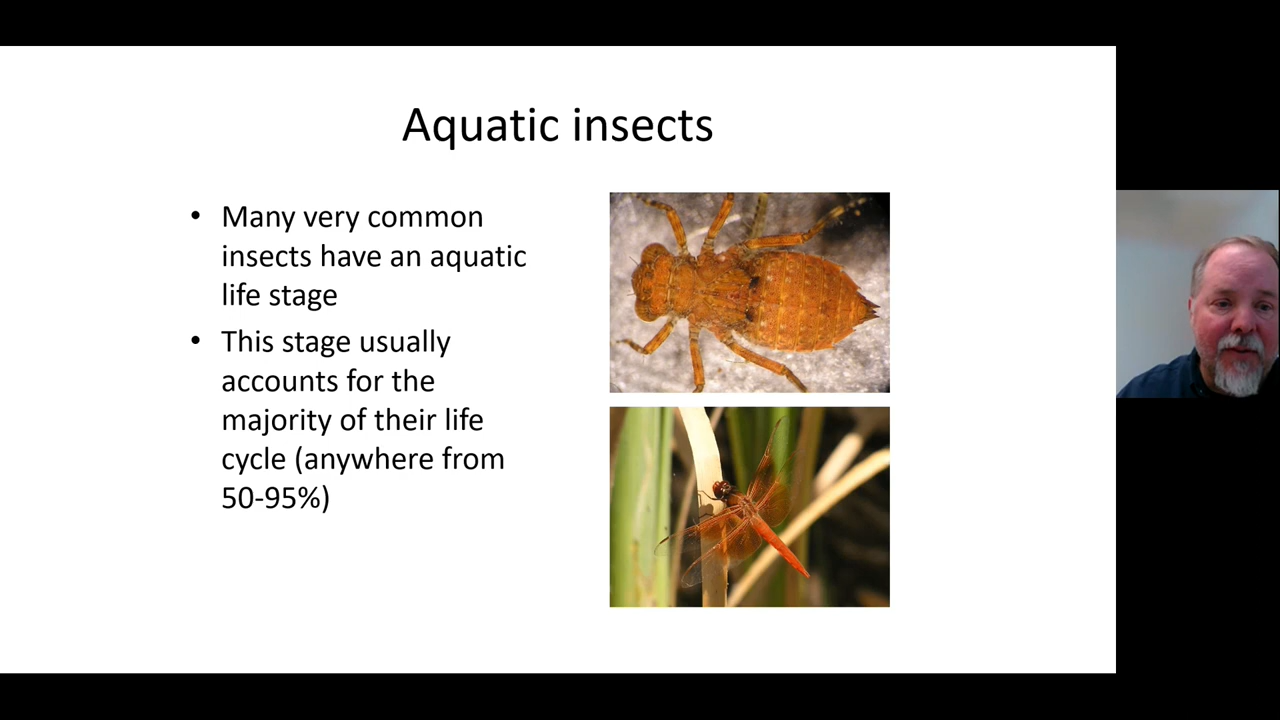 Aquatic insects
• Many very common
insects have an aquatic
life stage
• This stage usually
accounts for the
majority of their life
cycle (anywhere from
50-95%)